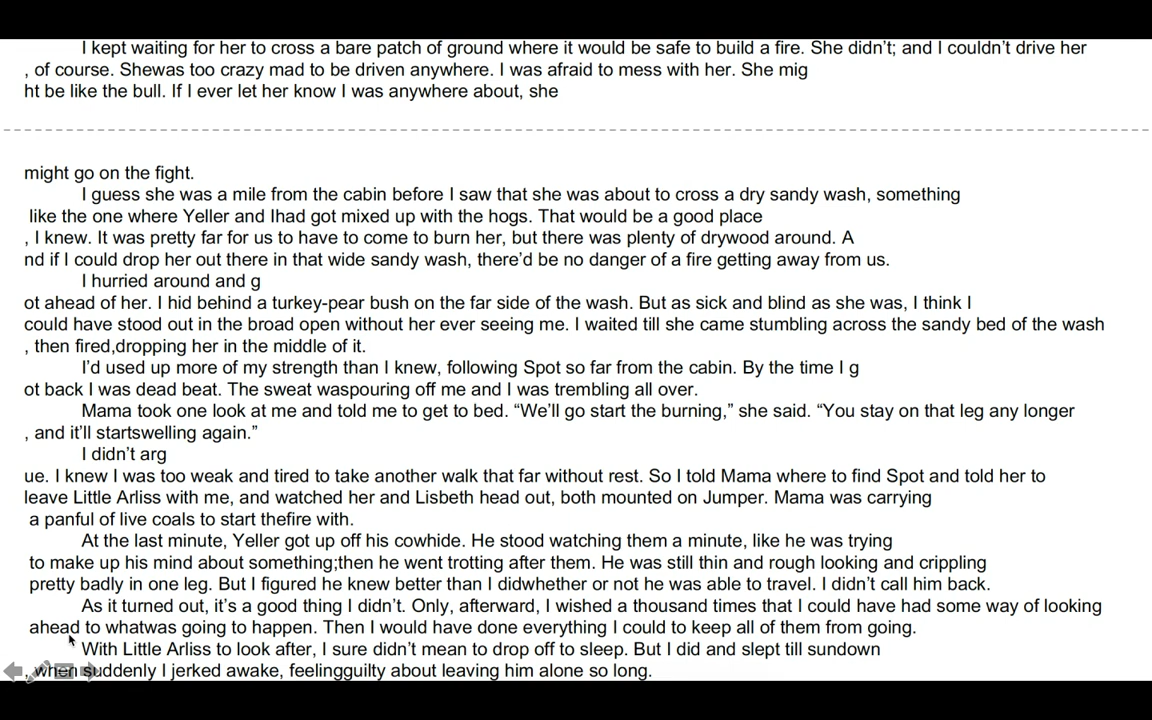 I kept waiting for her to cross a bare patch of ground where it would be safe to build a fire. She didn’t; and I couldn’t drive her
, of course. Shewas too crazy mad to be driven anywhere. I was afraid to mess with her. She mig
ht be like the bull. If I ever let her know I was anywhere about, she
might go on the fight.
I guess she was a mile from the cabin before I saw that she was about to cross a dry sandy wash, something
like the one where Yeller and Ihad got mixed up with the hogs. That would be a good place
, I knew. It was pretty far for us to have to come to burn her, but there was plenty of drywood around. A
nd if I could drop her out there in that wide sandy wash, there’d be no danger of a fire getting away from us.
I hurried around and g
ot ahead of her. I hid behind a turkey-pear bush on the far side of the wash. But as sick and blind as she was, I think I
could have stood out in the broad open without her ever seeing me. I waited till she came stumbling across the sandy bed of the wash
, then fired,dropping her in the middle of it.
I’d used up more of my strength than I knew, following Spot so far from the cabin. By the time I g
ot back I was dead beat. The sweat waspouring off me and I was trembling all over.
Mama took one look at me and told me to get to bed. “We’ll go start the burning,” she said. “You stay on that leg any longer
, and it’ll startswelling again.”
I didn’t arg
ue. I knew I was too weak and tired to take another walk that far without rest. So I told Mama where to find Spot and told her to
leave Little Arliss with me, and watched her and Lisbeth head out, both mounted on Jumper. Mama was carrying
a panful of live coals to start thefire with.
At the last minute, Yeller got up off his cowhide. He stood watching them a minute, like he was trying
to make up his mind about something;then he went trotting after them. He was still thin and rough looking and crippling
pretty badly in one leg. But I figured he knew better than I didwhether or not he was able to travel. I didn’t call him back.
As it turned out, it’s a good thing I didn’t. Only, afterward, I wished a thousand times that I could have had some way of looking
ahead to whatwas going to happen. Then I would have done everything I could to keep all of them from going.
With Little Arliss to look after, I sure didn’t mean to drop off to sleep. But I did and slept till sundown
, when suddenly I jerked awake, feelingguilty about leaving him alone so long.